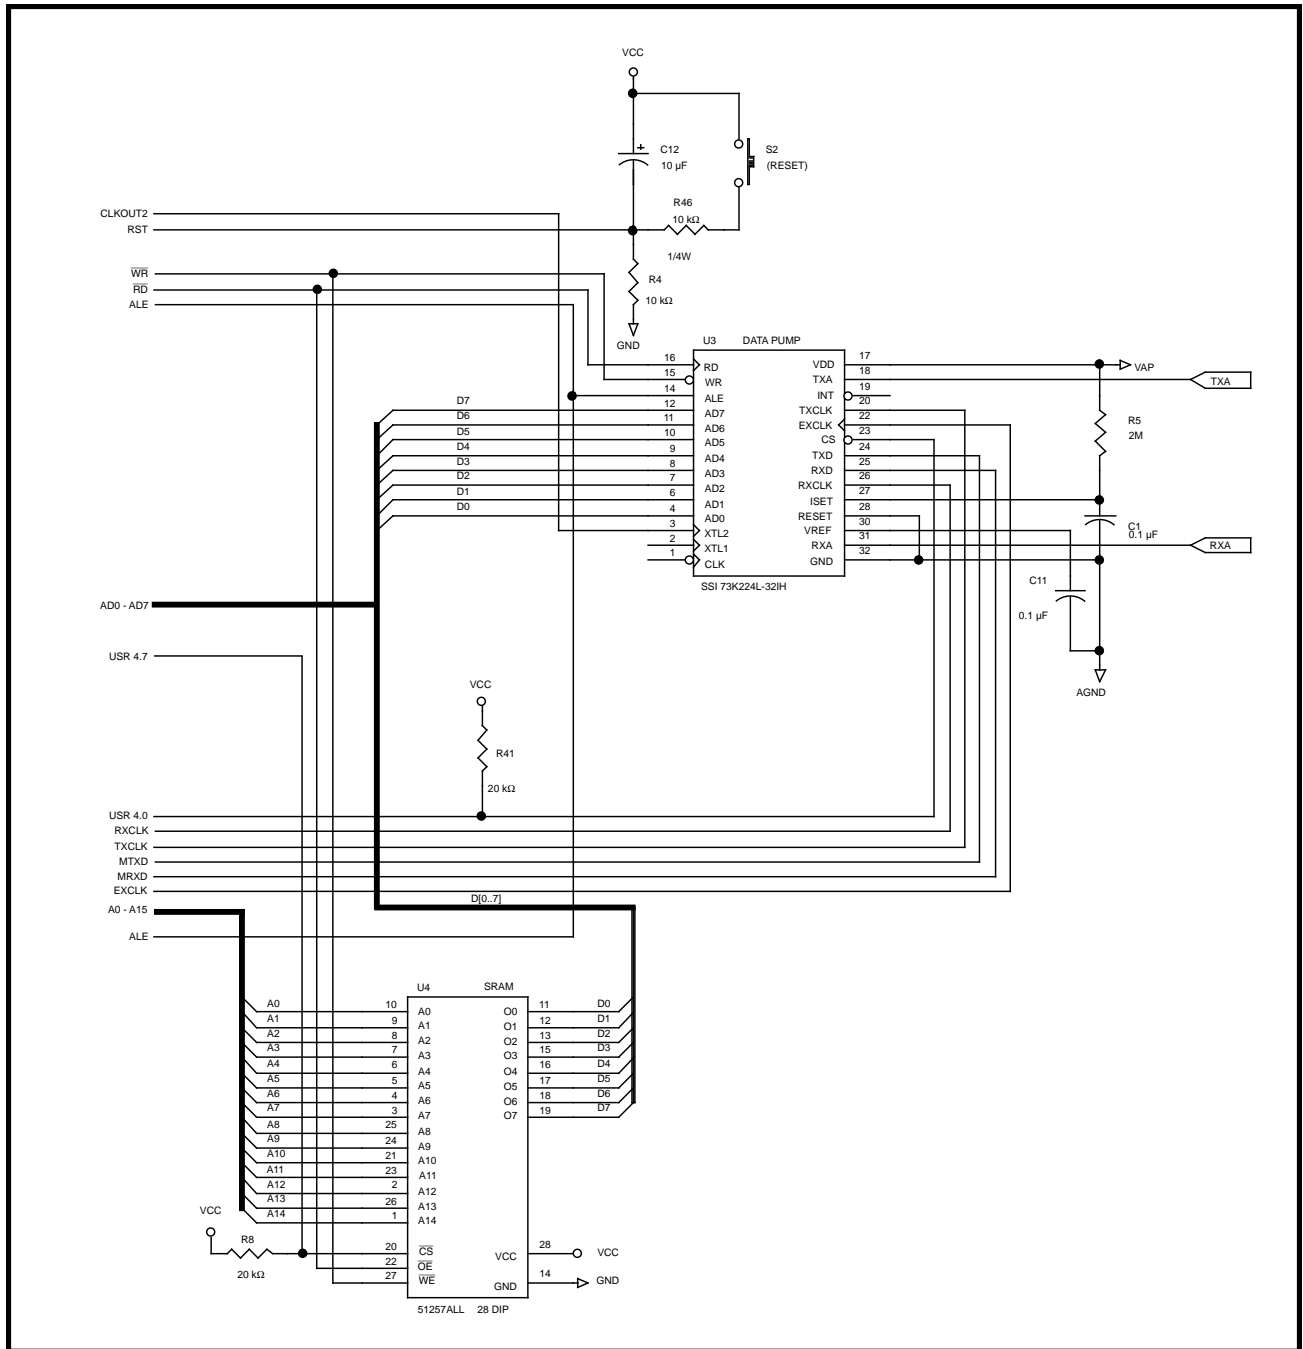 VCC
C12
10 µF
S2
(RESET)
R46
10 kΩ
1/4W
CLKOUT2
RST
WR
RD
ALE
R4
10 kΩ
GND
U3 DATA PUMP
16 RD
15 WR
14 ALE
D7 12 AD7
D6 11 AD6
D5 10 AD5
D4 9 AD4
D3 8 AD3
D2 7 AD2
D1 6 AD1
D0 4 AD0
3 XTL2
2 XTL1
1 CLK
VDD 17
TXA 18
INT 19
TXCLK 20
EXCLK 22
CS 23
TXD 24
RXD 25
RXCLK 26
ISET 27
RESET 28
VREF 30
RXA 31
GND 32
SSI 73K224L-32IH
VAP
TXA
R5
2M
C1
0.1 µF
RXA
C11
0.1 µF
AGND
AD0 - AD7
USR 4.7
VCC
R41
20 kΩ
USR 4.0
RXCLK
TXCLK
MTXD
MRXD
EXCLK
A0 - A15
D[0..7]
ALE
U4 SRAM
A0 10 A0
A1 9 A1
A2 8 A2
A3 7 A3
A4 6 A4
A5 5 A5
A6 4 A6
A7 3 A7
A8 25 A8
A9 24 A9
A10 21 A10
A11 23 A11
A12 2 A12
A13 26 A13
A14 1 A14
O0 11 D0
O1 12 D1
O2 13 D2
O3 15 D3
O4 16 D4
O5 17 D5
O6 18 D6
O7 19 D7
VCC
R8
20 kΩ
20 CS
22 OE
27 WE
VCC 28 VCC
GND 14 GND
51257ALL 28 DIP